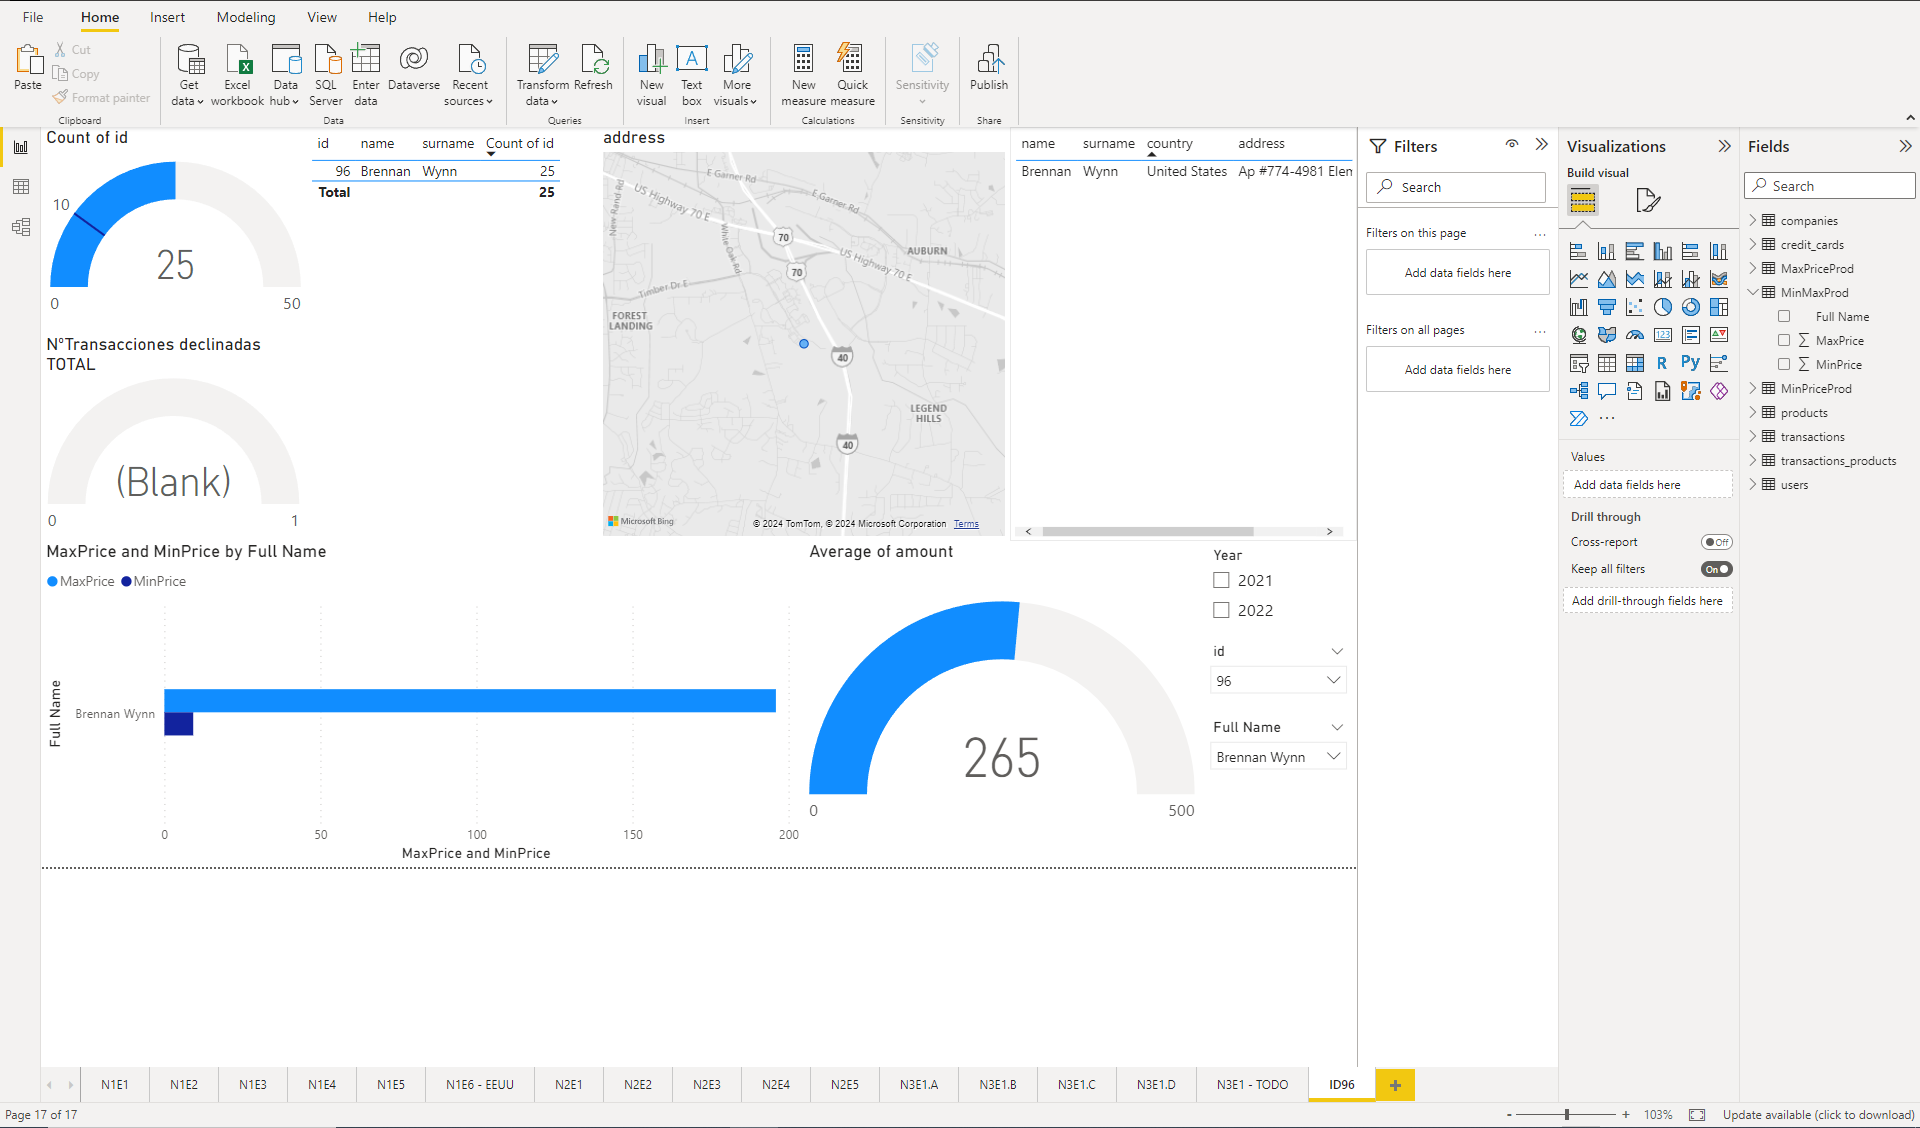 File Home Insert Modeling View Help
Paste
Cut
Copy
Format painter
Clipboard
Get data
Excel workbook
Data hub
SQL Server
Enter data
Dataverse
Recent sources
Data
Transform data
Refresh
Queries
New visual
Text box
More visuals
Insert
New measure
Quick measure
Calculations
Sensitivity
Sensitivity
Publish
Share
Count of id
10
25
0 50
id name surname Count of id
96 Brennan Wynn 25
Total 25
address
E Garner Rd
US Highway 70 E
E Garner Rd
New Rand Rd
White Oak Rd
70
AUBURN
US Highway 70 E
70
Timber Dr E
FOREST LANDING
40
LEGEND HILLS
40
Microsoft Bing
© 2024 TomTom, © 2024 Microsoft Corporation Terms
name surname country address
Brennan Wynn United States Ap #774-4981 Elem
N°Transacciones declinadas
TOTAL
(Blank)
0 1
MaxPrice and MinPrice by Full Name
MaxPrice MinPrice
Full Name
Brennan Wynn
0 50 100 150 200
MaxPrice and MinPrice
Average of amount
265
0 500
Year
2021
2022
id
96
Full Name
Brennan Wynn
Filters
Search
Filters on this page ...
Add data fields here
Filters on all pages ...
Add data fields here
Visualizations
Build visual
123
R Py
...
Values
Add data fields here
Drill through
Cross-report Off
Keep all filters On
Add drill-through fields here
Fields
Search
companies
credit_cards
MaxPriceProd
MinMaxProd
Full Name
MaxPrice
MinPrice
MinPriceProd
products
transactions
transactions_products
users
N1E1 N1E2 N1E3 N1E4 N1E5 N1E6 - EEUU N2E1 N2E2 N2E3 N2E4 N2E5 N3E1.A N3E1.B N3E1.C N3E1.D N3E1 - TODO ID96 +
Page 17 of 17
- + 103% Update available (click to download)